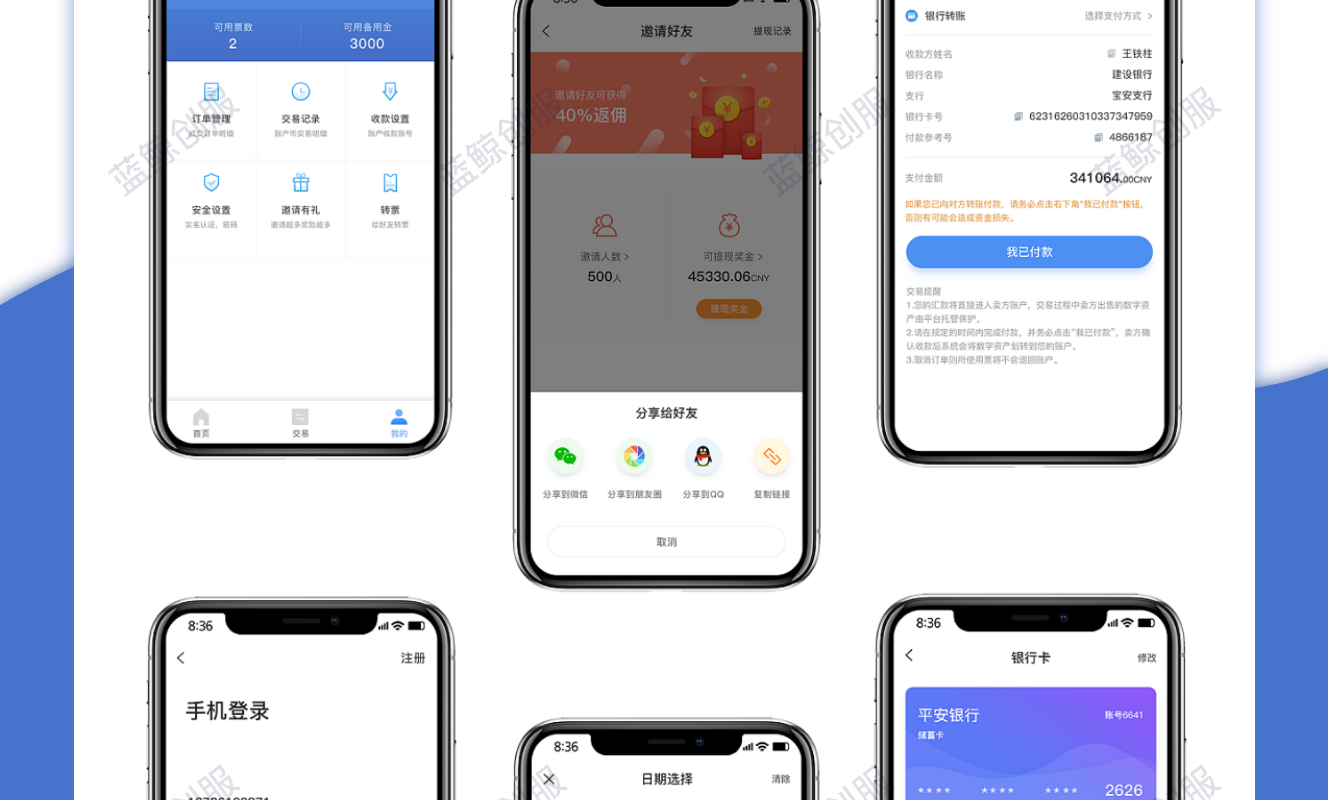 可用票数
可用备用金
2
3000
订单管理
交易记录
收款设置
成交订单明细
账户币交易明细
账户收款账号
安全设置
邀请有礼
转票
实名认证、密码
邀请越多奖励越多
给好友转票
首页
交易
我的
邀请好友
提现记录
邀请好友可获得
40%返佣
邀请人数 >
可提现奖金 >
500人
45330.06CNY
提现奖金
分享给好友
分享到微信
分享到朋友圈
分享到QQ
复制链接
取消
银行转账
选择支付方式 >
收款方姓名
王铁柱
银行名称
建设银行
支行
宝安支行
银行卡号
62316260310337347959
付款参考号
4866187
支付金额
341064.00CNY
如果您已向对方转账付款，请务必点击右下角“我已付款”按钮，
否则有可能会造成资金损失。
我已付款
交易提醒
1.您的汇款将直接进入卖方账户，交易过程中卖方出售的数字资
产由平台托管保护。
2.请在规定的时间内完成付款，并务必点击“我已付款”，卖方确
认收款后系统会将数字资产划转到您的账户。
3.取消订单则所使用票将不会退回账户。
8:36
注册
手机登录
8:36
日期选择
清除
8:36
银行卡
修改
平安银行
账号6641
储蓄卡
**** **** **** 2626
蓝鲸创服
蓝鲸创服
蓝鲸创服
蓝鲸创服